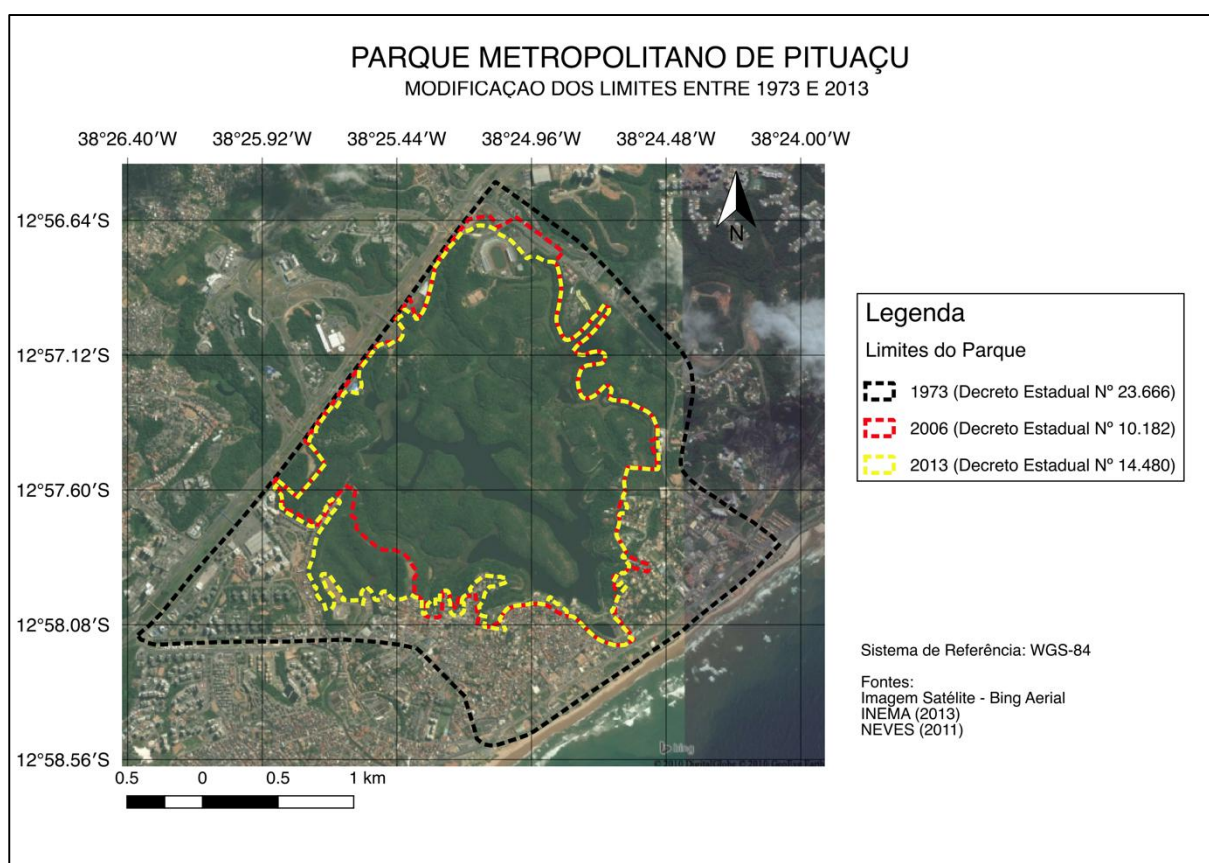 PARQUE METROPOLITANO DE PITUAÇU
MODIFICAÇAO DOS LIMITES ENTRE 1973 E 2013
38°26.40′W 38°25.92′W 38°25.44′W 38°24.96′W 38°24.48′W 38°24.00′W
12°56.64′S
12°57.12′S
12°57.60′S
12°58.08′S
12°58.56′S
N
bing
0.5 0 0.5 1 km
Legenda
Limites do Parque
1973 (Decreto Estadual Nº 23.666)
2006 (Decreto Estadual Nº 10.182)
2013 (Decreto Estadual Nº 14.480)
Sistema de Referência: WGS-84
Fontes:
Imagem Satélite - Bing Aerial
INEMA (2013)
NEVES (2011)